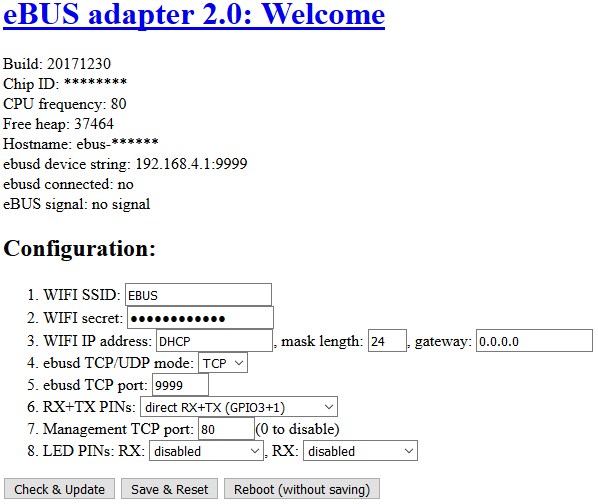 eBUS adapter 2.0: Welcome
Build: 20171230
Chip ID: ********
CPU frequency: 80
Free heap: 37464
Hostname: ebus-******
ebusd device string: 192.168.4.1:9999
ebusd connected: no
eBUS signal: no signal
Configuration:
1. WIFI SSID: EBUS
2. WIFI secret: ●●●●●●●●●●●●
3. WIFI IP address: DHCP, mask length: 24, gateway: 0.0.0.0
4. ebusd TCP/UDP mode: TCP
5. ebusd TCP port: 9999
6. RX+TX PINs: direct RX+TX (GPIO3+1)
7. Management TCP port: 80 (0 to disable)
8. LED PINs: RX: disabled, RX: disabled
Check & Update Save & Reset Reboot (without saving)